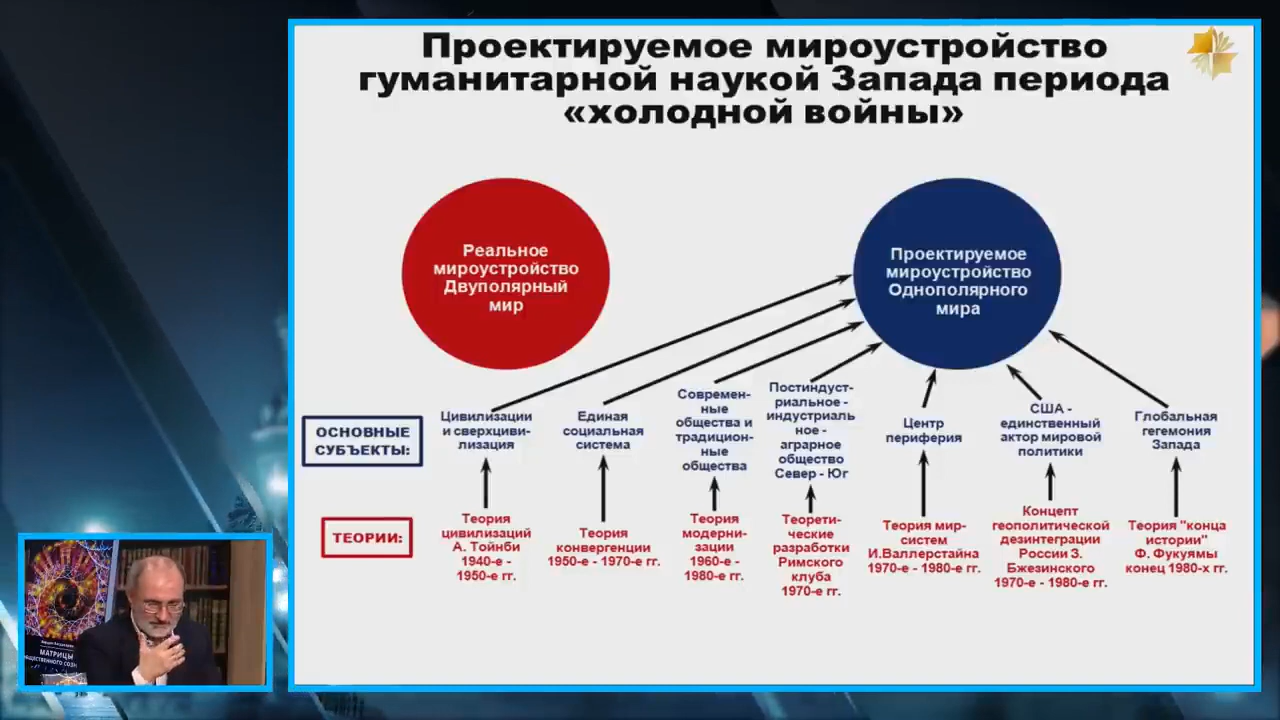 Проектируемое мироустройство
гуманитарной наукой Запада периода
«холодной войны»
Реальное
мироустройство
Двуполярный
мир
Проектируемое
мироустройство
Однополярного
мира
ОСНОВНЫЕ
СУБЪЕКТЫ:
Цивилизации
и сверхциви-
лизация
Единая
социальная
система
Современ-
ные
общества и
традицион-
ные
общества
Постиндуст-
риальное -
индустриаль
ное -
аграрное
общество
Север - Юг
Центр
периферия
США -
единственный
актор мировой
политики
Глобальная
гегемония
Запада
ТЕОРИИ:
Теория
цивилизаций
А. Тойнби
1940-е -
1950-е гг.
Теория
конвергенции
1950-е - 1970-е гг.
Теория
модерни-
зации
1960-е -
1980-е гг.
Теорети-
ческие
разработки
Римского
клуба
1970-е гг.
Теория мир-
систем
И.Валлерстайна
1970-е - 1980-е гг.
Концепт
геополитической
дезинтеграции
России З.
Бжезинского
1970-е - 1980-е гг.
Теория "конца
истории"
Ф. Фукуямы
конец 1980-х гг.
МАТРИЦЫ